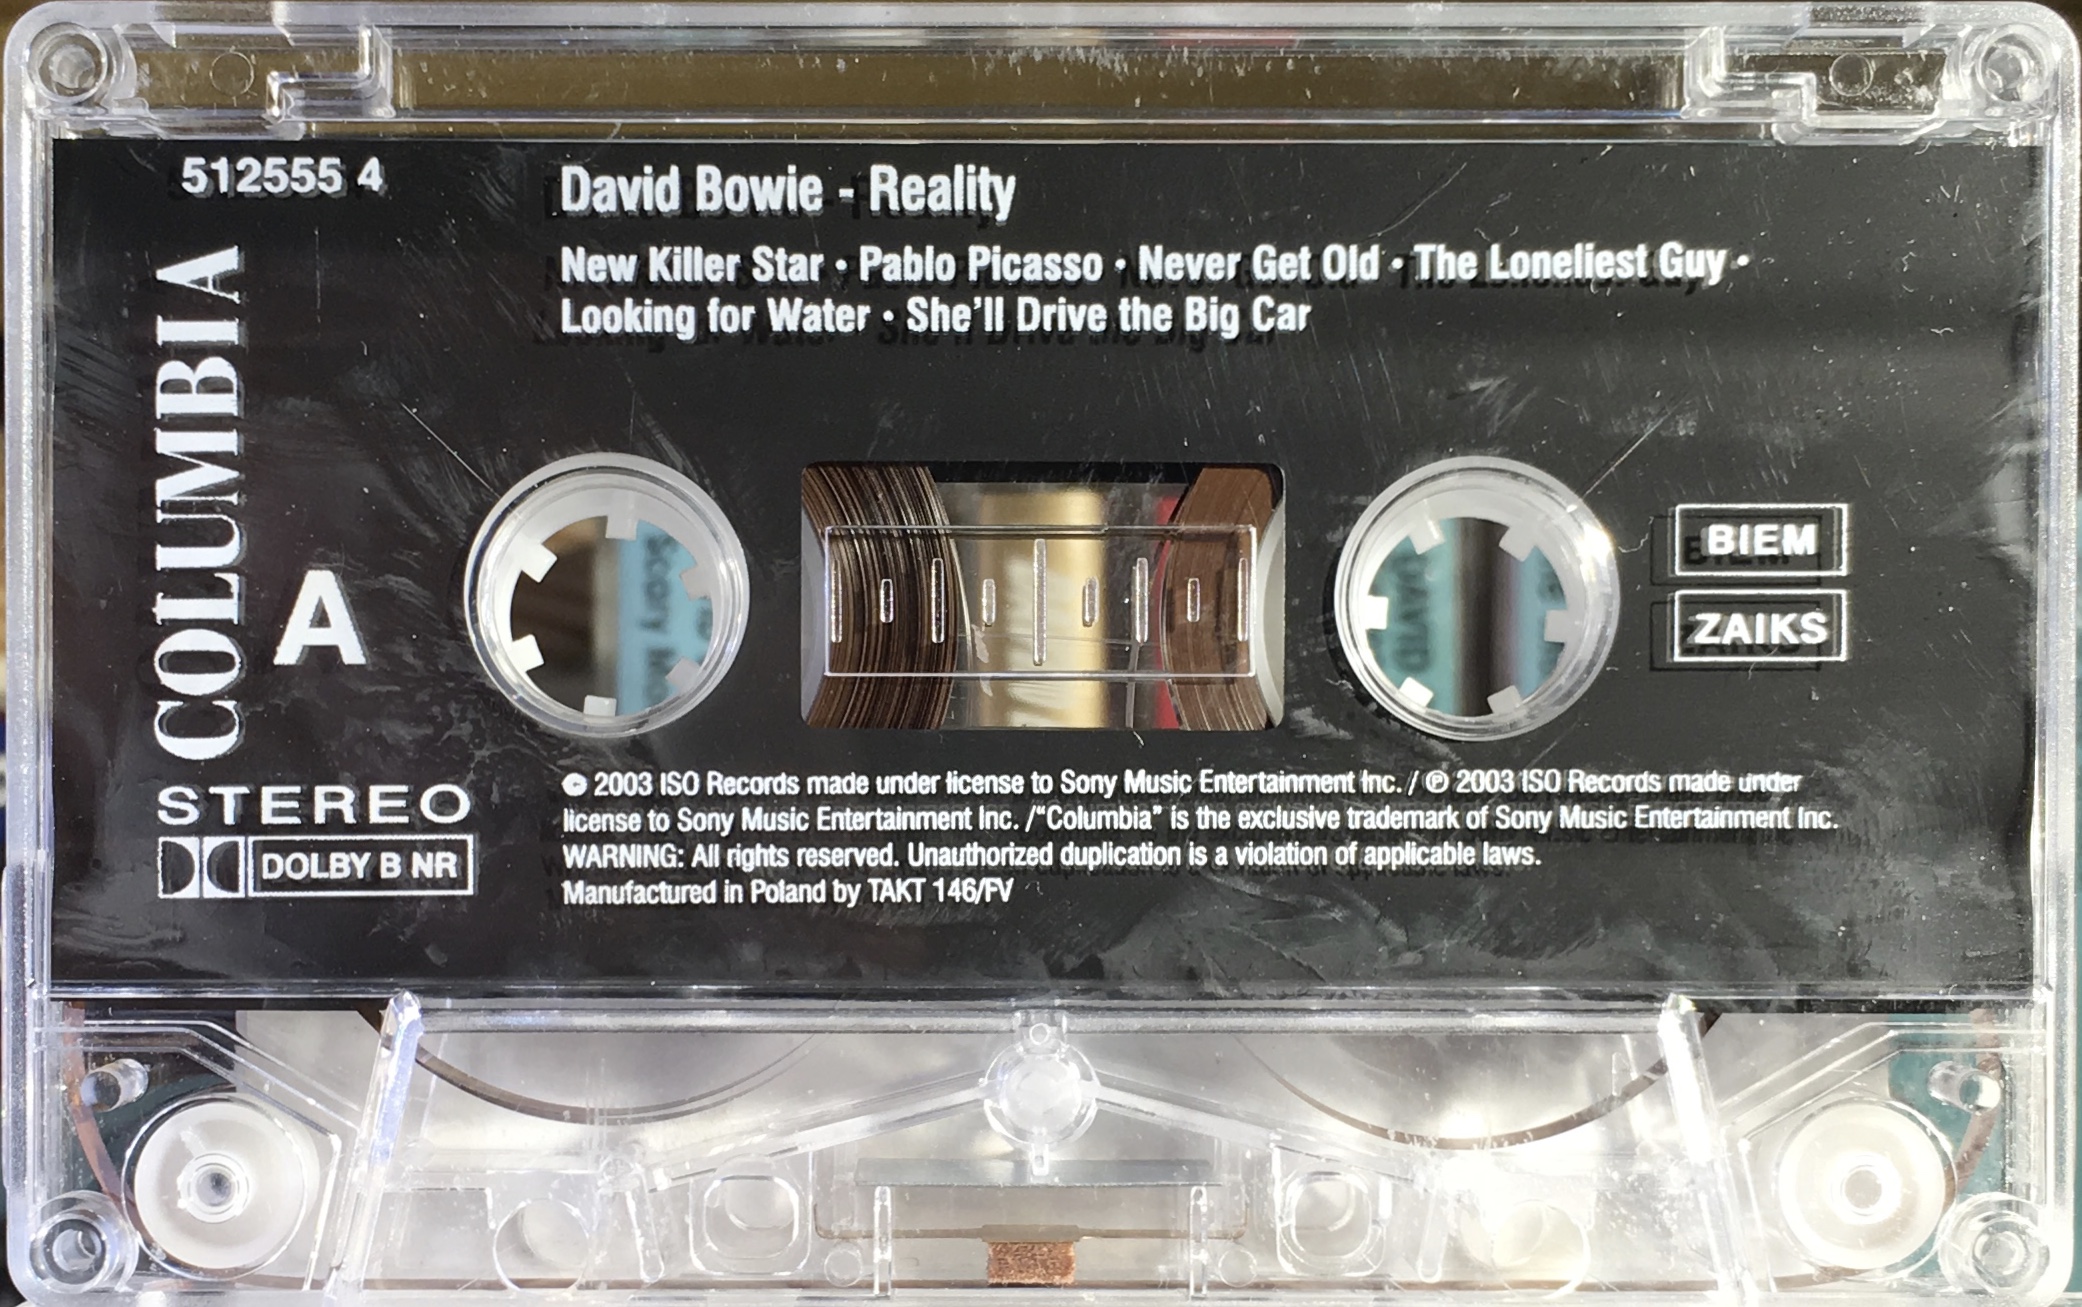 512555 4
COLUMBIA
A
STEREO
DOLBY B NR
David Bowie - Reality
New Killer Star • Pablo Picasso • Never Get Old • The Loneliest Guy •
Looking for Water • She'll Drive the Big Car
BIEM
ZAIKS
© 2003 ISO Records made under license to Sony Music Entertainment Inc. / ℗ 2003 ISO Records made under
license to Sony Music Entertainment Inc. /“Columbia” is the exclusive trademark of Sony Music Entertainment Inc.
WARNING: All rights reserved. Unauthorized duplication is a violation of applicable laws.
Manufactured in Poland by TAKT 146/FV